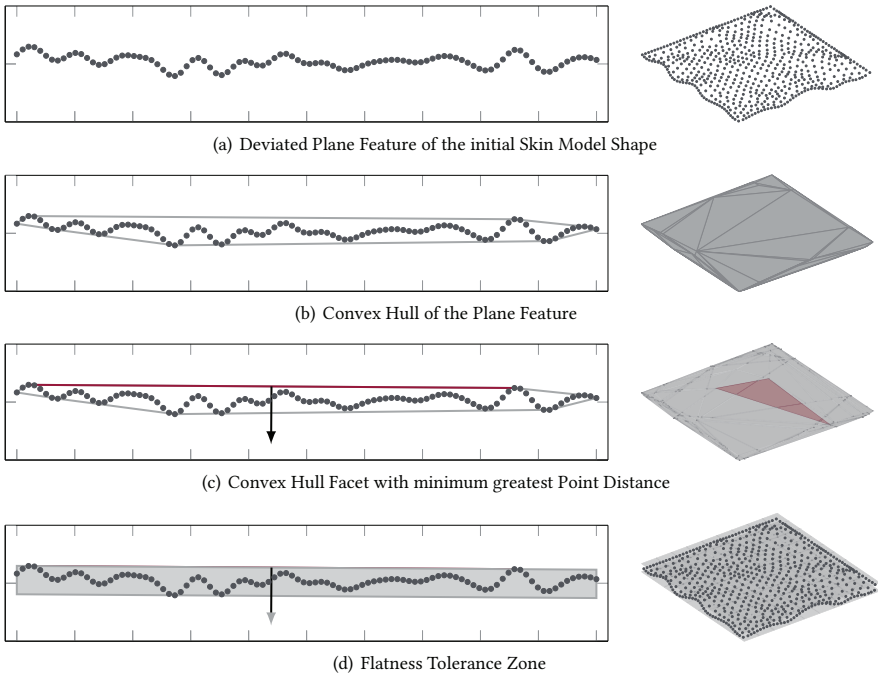 (a) Deviated Plane Feature of the initial Skin Model Shape
(b) Convex Hull of the Plane Feature
(c) Convex Hull Facet with minimum greatest Point Distance
(d) Flatness Tolerance Zone